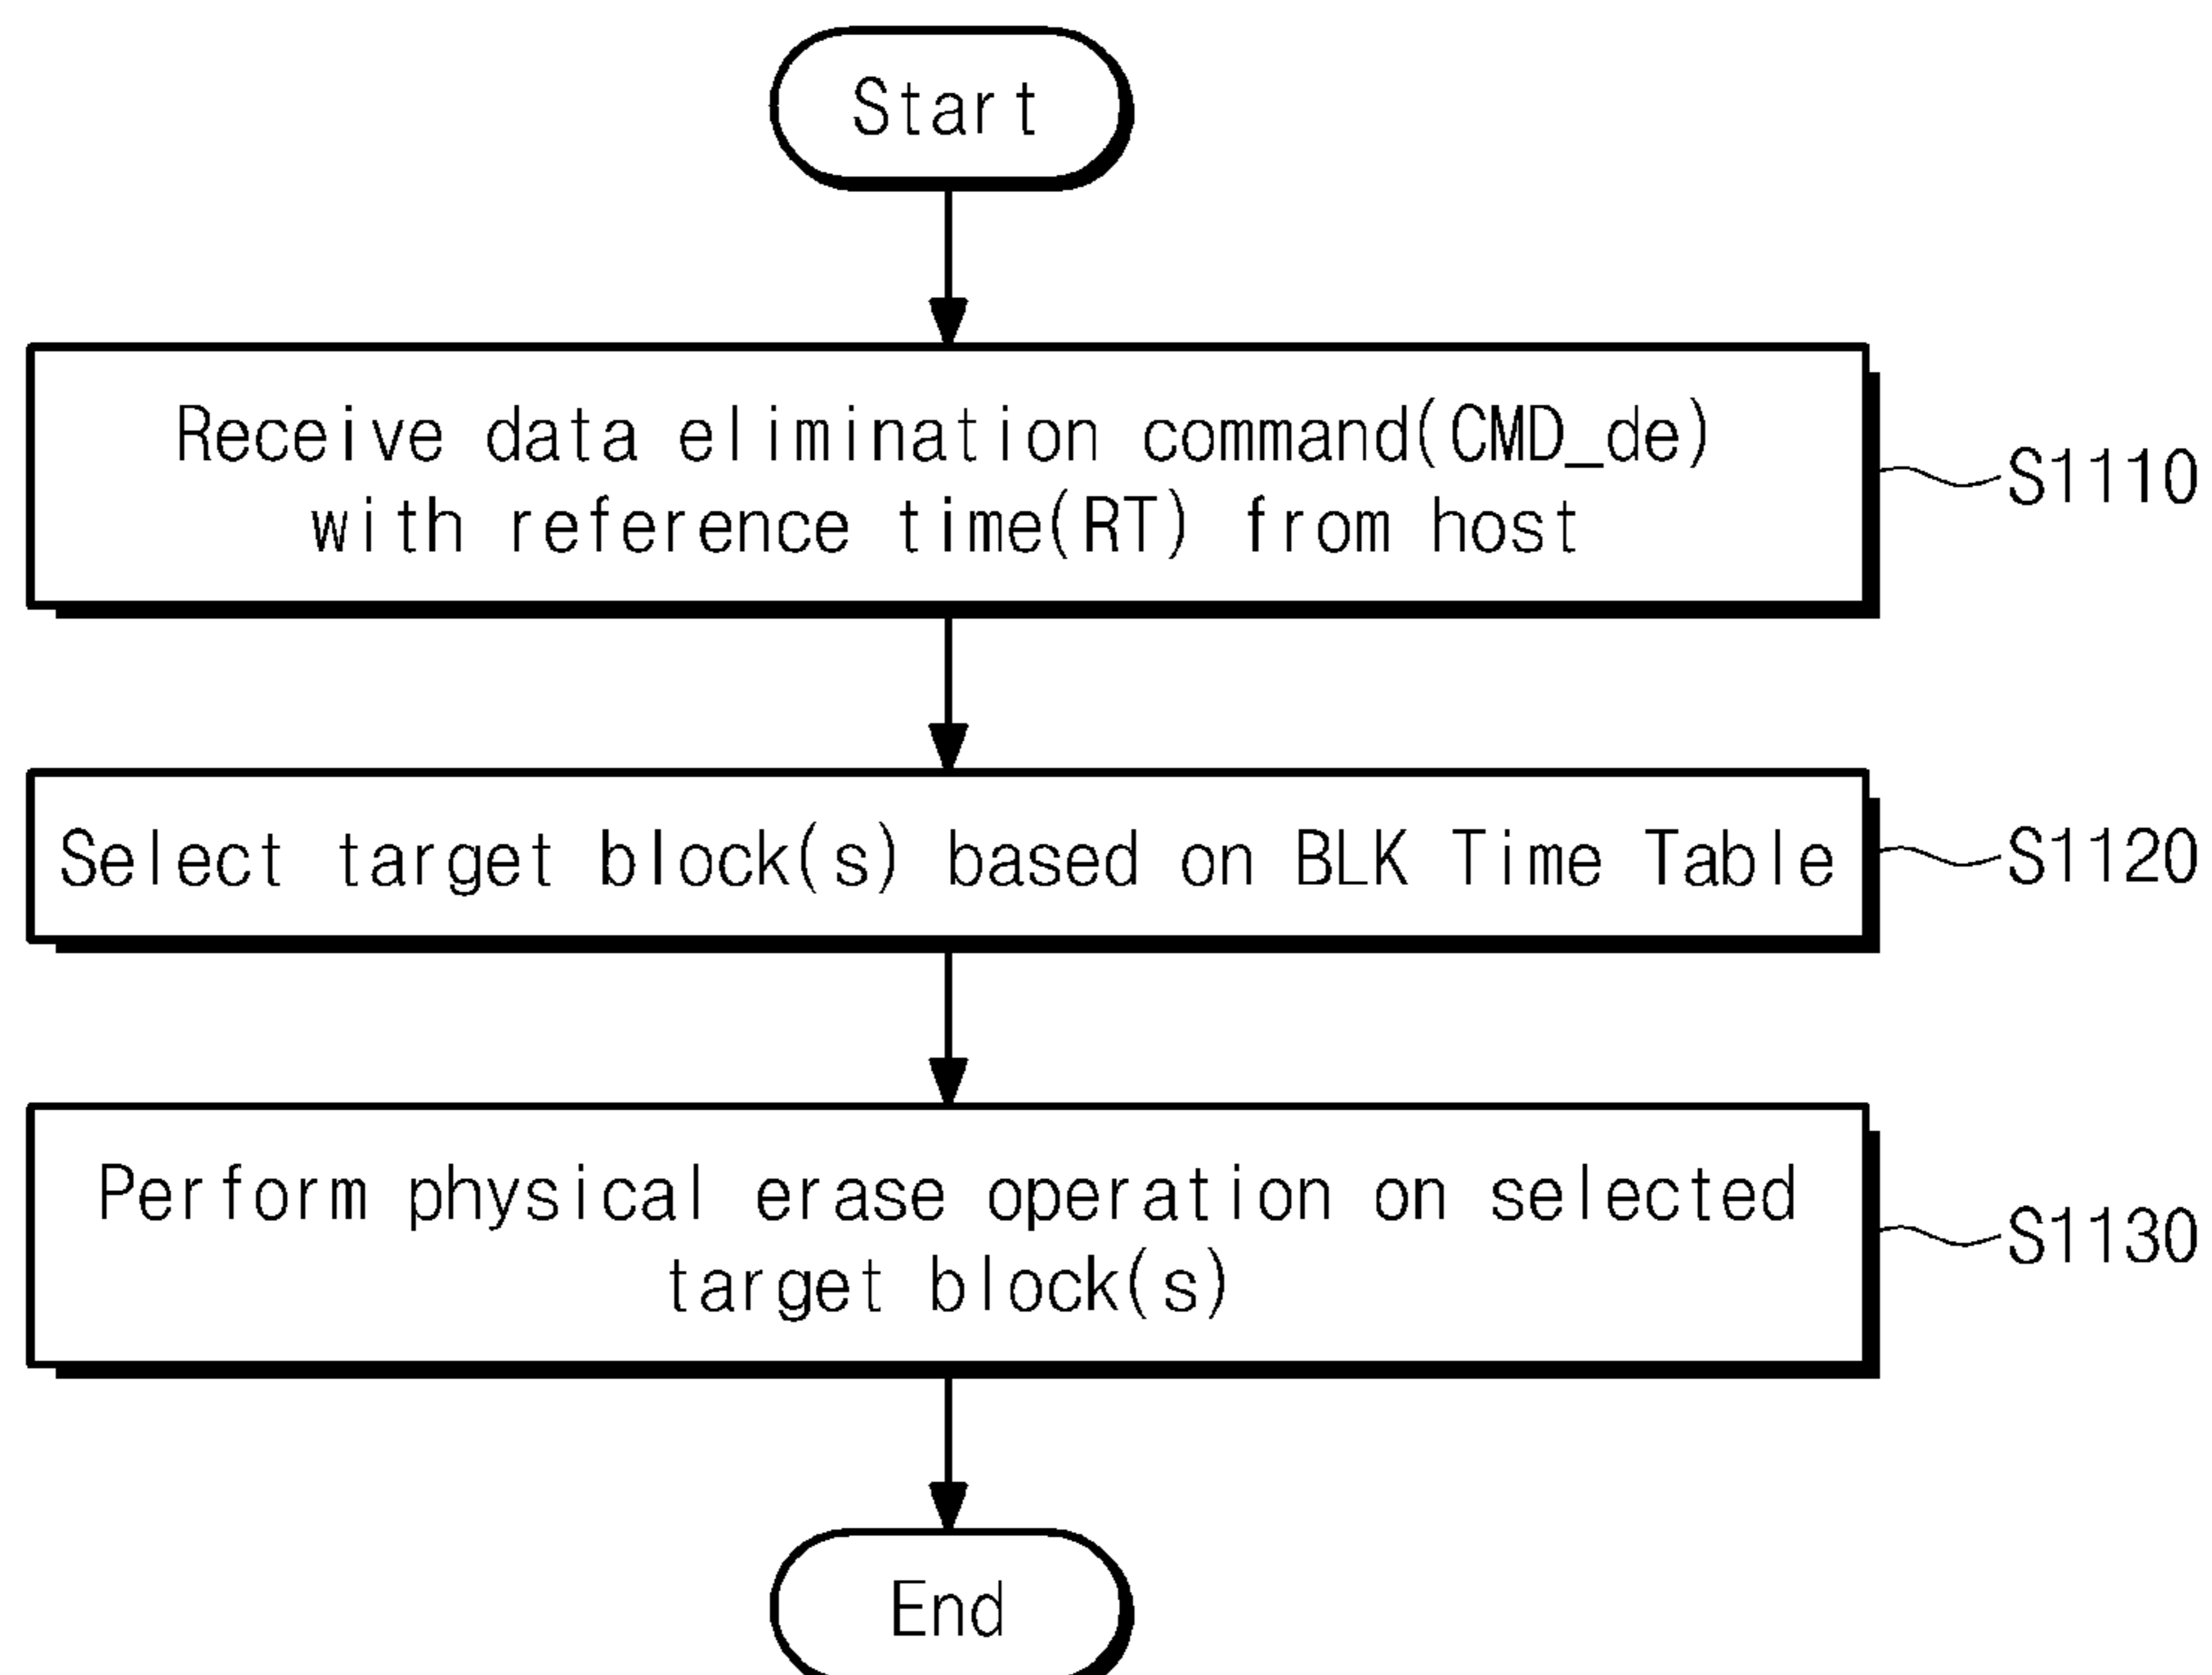 Start
Receive data elimination command(CMD_de)
with reference time(RT) from host
S1110
Select target block(s) based on BLK Time Table
S1120
Perform physical erase operation on selected
target block(s)
S1130
End